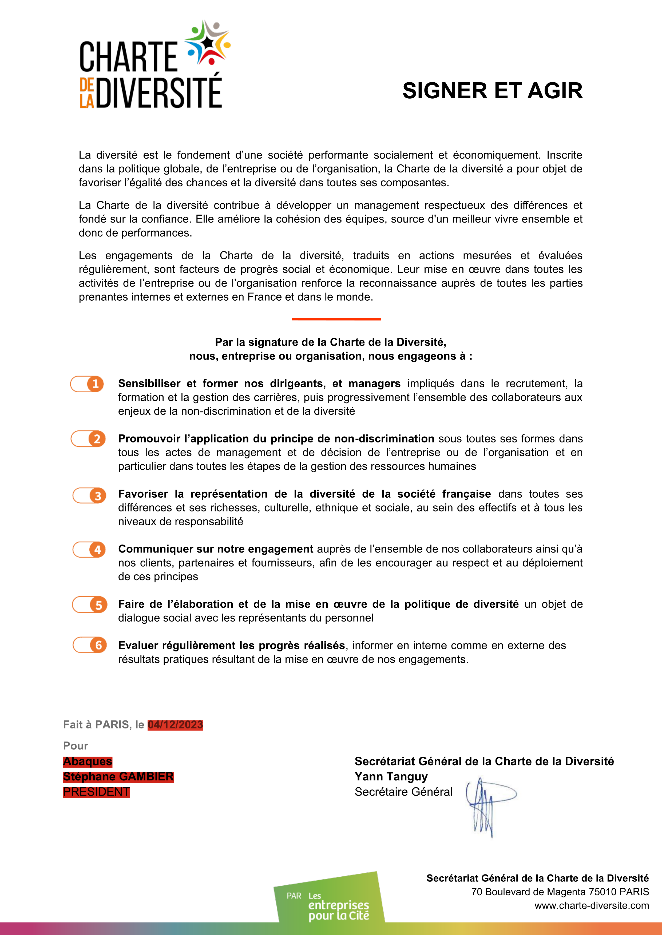 CHARTE
DE LA DIVERSITÉ
SIGNER ET AGIR
La diversité est le fondement d'une société performante socialement et économiquement. Inscrite
dans la politique globale, de l'entreprise ou de l'organisation, la Charte de la diversité a pour objet de
favoriser l'égalité des chances et la diversité dans toutes ses composantes.
La Charte de la diversité contribue à développer un management respectueux des différences et
fondé sur la confiance. Elle améliore la cohésion des équipes, source d'un meilleur vivre ensemble et
donc de performances.
Les engagements de la Charte de la diversité, traduits en actions mesurées et évaluées
régulièrement, sont facteurs de progrès social et économique. Leur mise en œuvre dans toutes les
activités de l'entreprise ou de l'organisation renforce la reconnaissance auprès de toutes les parties
prenantes internes et externes en France et dans le monde.
Par la signature de la Charte de la Diversité,
nous, entreprise ou organisation, nous engageons à :
1 Sensibiliser et former nos dirigeants, et managers impliqués dans le recrutement, la
formation et la gestion des carrières, puis progressivement l'ensemble des collaborateurs aux
enjeux de la non-discrimination et de la diversité
2 Promouvoir l'application du principe de non-discrimination sous toutes ses formes dans
tous les actes de management et de décision de l'entreprise ou de l'organisation et en
particulier dans toutes les étapes de la gestion des ressources humaines
3 Favoriser la représentation de la diversité de la société française dans toutes ses
différences et ses richesses, culturelle, ethnique et sociale, au sein des effectifs et à tous les
niveaux de responsabilité
4 Communiquer sur notre engagement auprès de l'ensemble de nos collaborateurs ainsi qu'à
nos clients, partenaires et fournisseurs, afin de les encourager au respect et au déploiement
de ces principes
5 Faire de l'élaboration et de la mise en œuvre de la politique de diversité un objet de
dialogue social avec les représentants du personnel
6 Evaluer régulièrement les progrès réalisés, informer en interne comme en externe des
résultats pratiques résultant de la mise en œuvre de nos engagements.
Fait à PARIS, le 04/12/2023
Pour
Abaques
Stéphane GAMBIER
PRESIDENT
Secrétariat Général de la Charte de la Diversité
Yann Tanguy
Secrétaire Général
Secrétariat Général de la Charte de la Diversité
70 Boulevard de Magenta 75010 PARIS
www.charte-diversite.com
PAR Les
entreprises
pour la Cité